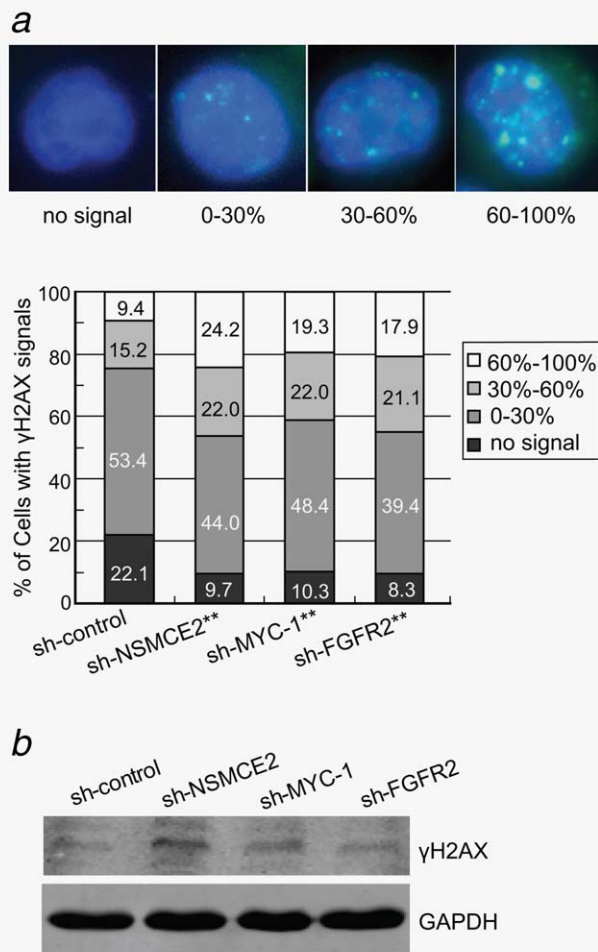 a
no signal 0-30% 30-60% 60-100%
% of Cells with γH2AX signals
100
80
60
40
20
0
9.4
15.2
53.4
22.1
24.2
22.0
44.0
9.7
19.3
22.0
48.4
10.3
17.9
21.1
39.4
8.3
60%-100%
30%-60%
0-30%
no signal
sh-control
sh-NSMCE2**
sh-MYC-1**
sh-FGFR2**
b
sh-control
sh-NSMCE2
sh-MYC-1
sh-FGFR2
γH2AX
GAPDH